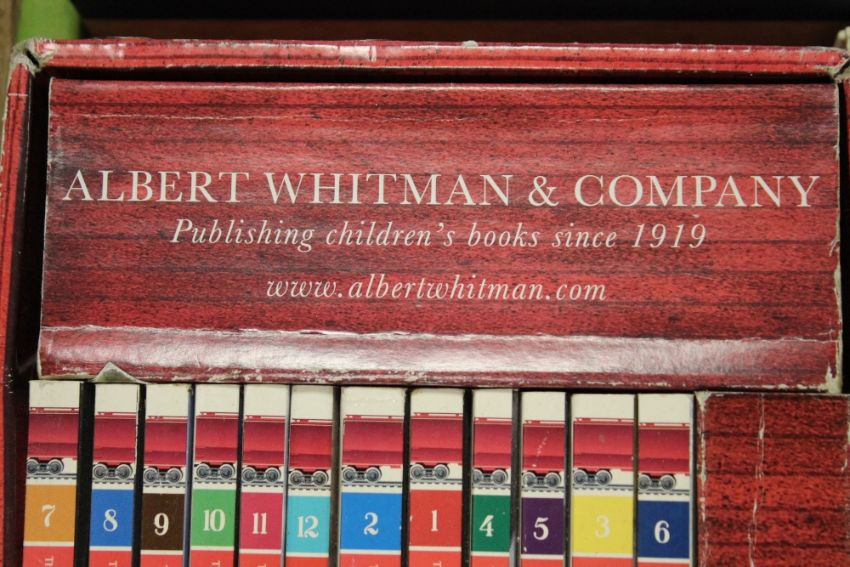 ALBERT WHITMAN & COMPANY
Publishing children's books since 1919
www.albertwhitman.com
7 8 9 10 11 12 2 1 4 5 3 6